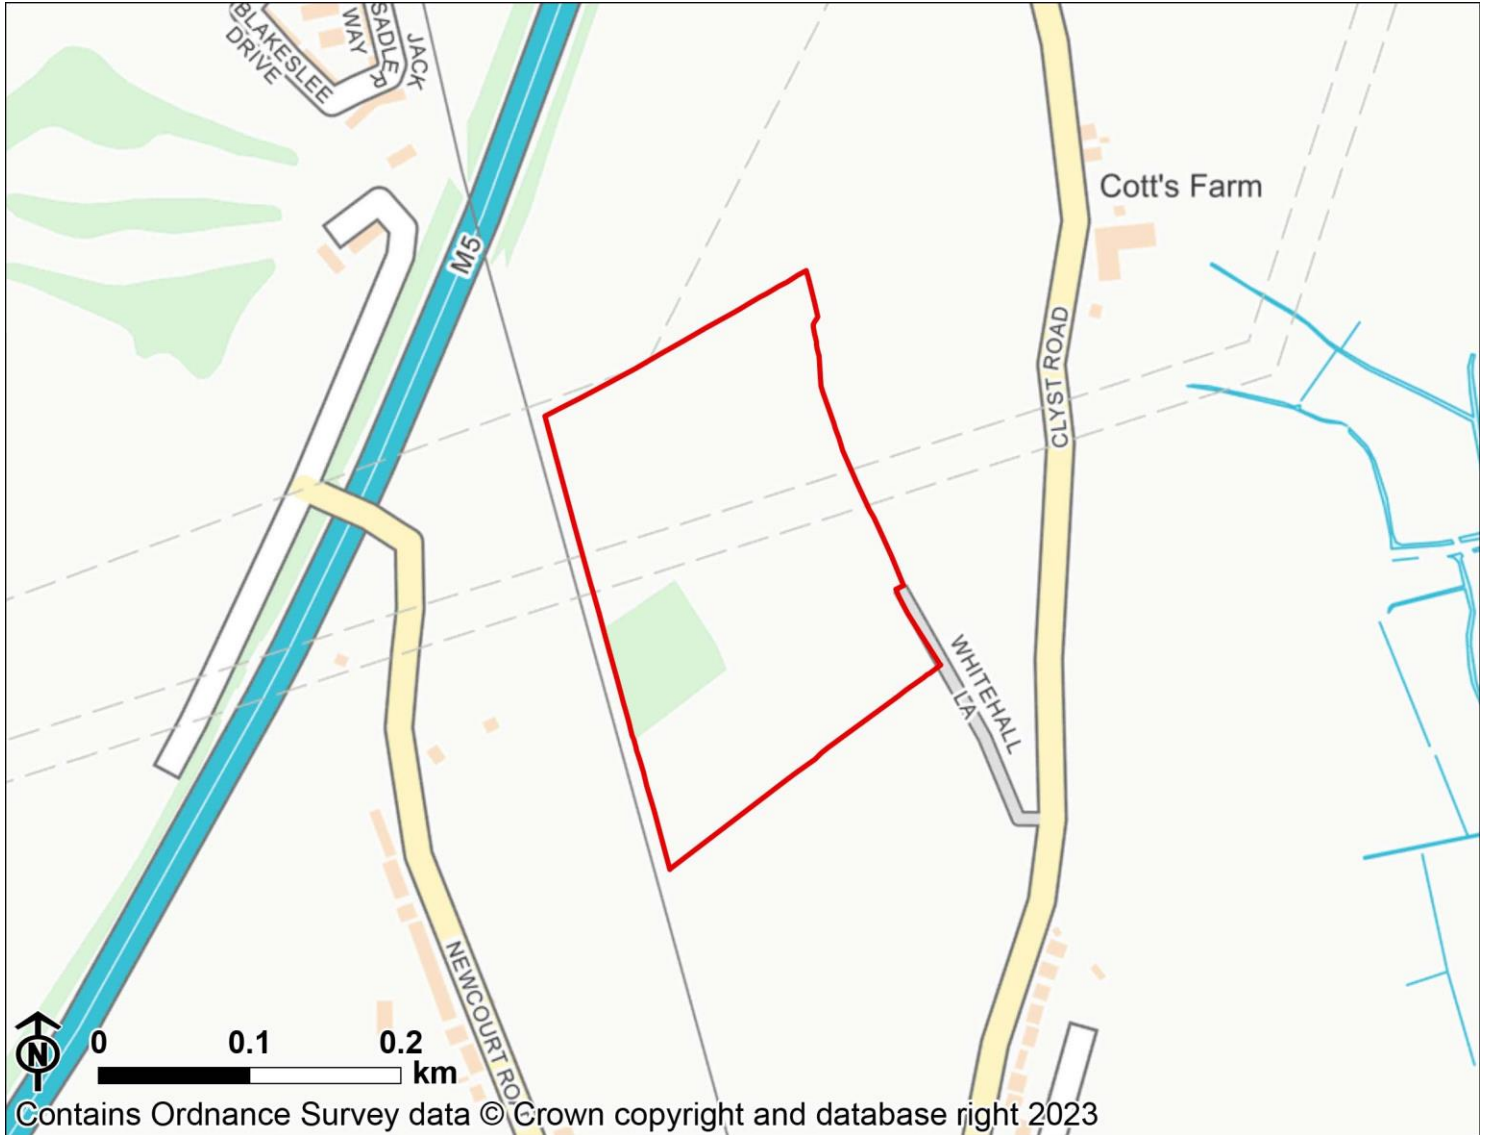 BLAKESLEE
DRIVE
WAY
SADLER
JACK
M5
Cott's Farm
CLYST ROAD
WHITEHALL
LA
NEWCOURT RO
0 0.1 0.2
km
N
Contains Ordnance Survey data © Crown copyright and database right 2023